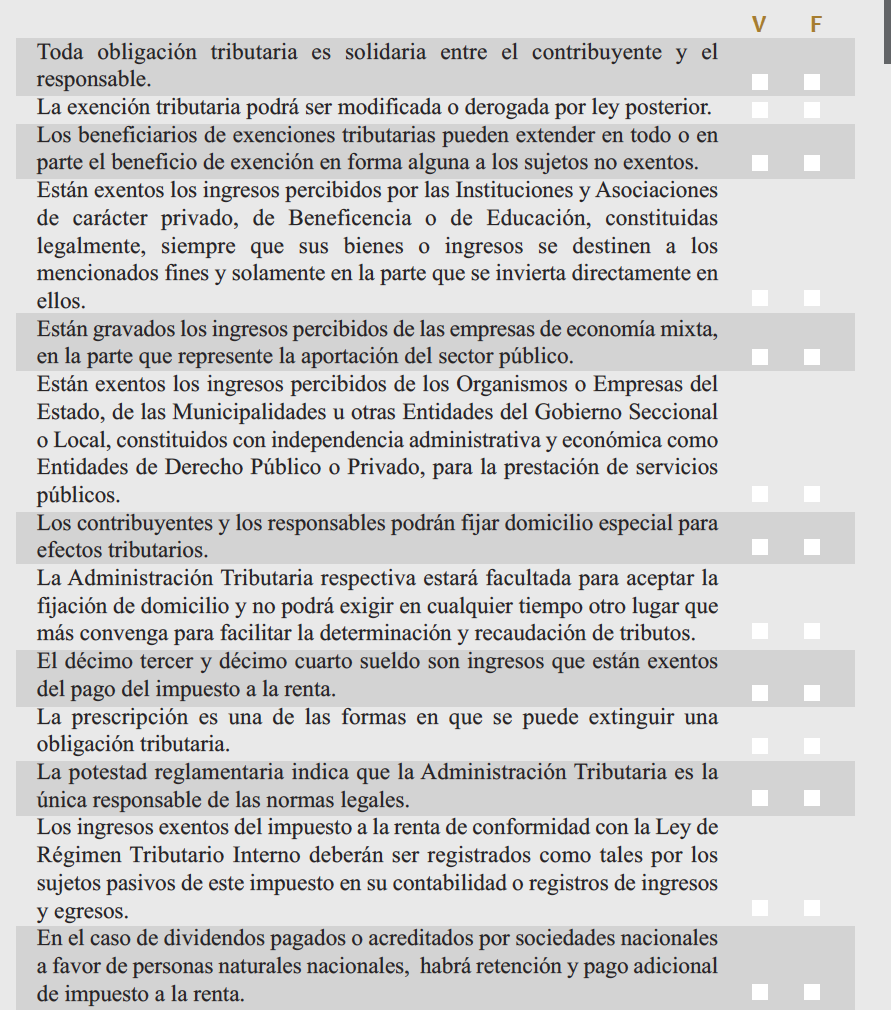 V F
Toda obligación tributaria es solidaria entre el contribuyente y el
responsable.
La exención tributaria podrá ser modificada o derogada por ley posterior.
Los beneficiarios de exenciones tributarias pueden extender en todo o en
parte el beneficio de exención en forma alguna a los sujetos no exentos.
Están exentos los ingresos percibidos por las Instituciones y Asociaciones
de carácter privado, de Beneficencia o de Educación, constituidas
legalmente, siempre que sus bienes o ingresos se destinen a los
mencionados fines y solamente en la parte que se invierta directamente en
ellos.
Están gravados los ingresos percibidos de las empresas de economía mixta,
en la parte que represente la aportación del sector público.
Están exentos los ingresos percibidos de los Organismos o Empresas del
Estado, de las Municipalidades u otras Entidades del Gobierno Seccional
o Local, constituidos con independencia administrativa y económica como
Entidades de Derecho Público o Privado, para la prestación de servicios
públicos.
Los contribuyentes y los responsables podrán fijar domicilio especial para
efectos tributarios.
La Administración Tributaria respectiva estará facultada para aceptar la
fijación de domicilio y no podrá exigir en cualquier tiempo otro lugar que
más convenga para facilitar la determinación y recaudación de tributos.
El décimo tercer y décimo cuarto sueldo son ingresos que están exentos
del pago del impuesto a la renta.
La prescripción es una de las formas en que se puede extinguir una
obligación tributaria.
La potestad reglamentaria indica que la Administración Tributaria es la
única responsable de las normas legales.
Los ingresos exentos del impuesto a la renta de conformidad con la Ley de
Régimen Tributario Interno deberán ser registrados como tales por los
sujetos pasivos de este impuesto en su contabilidad o registros de ingresos
y egresos.
En el caso de dividendos pagados o acreditados por sociedades nacionales
a favor de personas naturales nacionales, habrá retención y pago adicional
de impuesto a la renta.